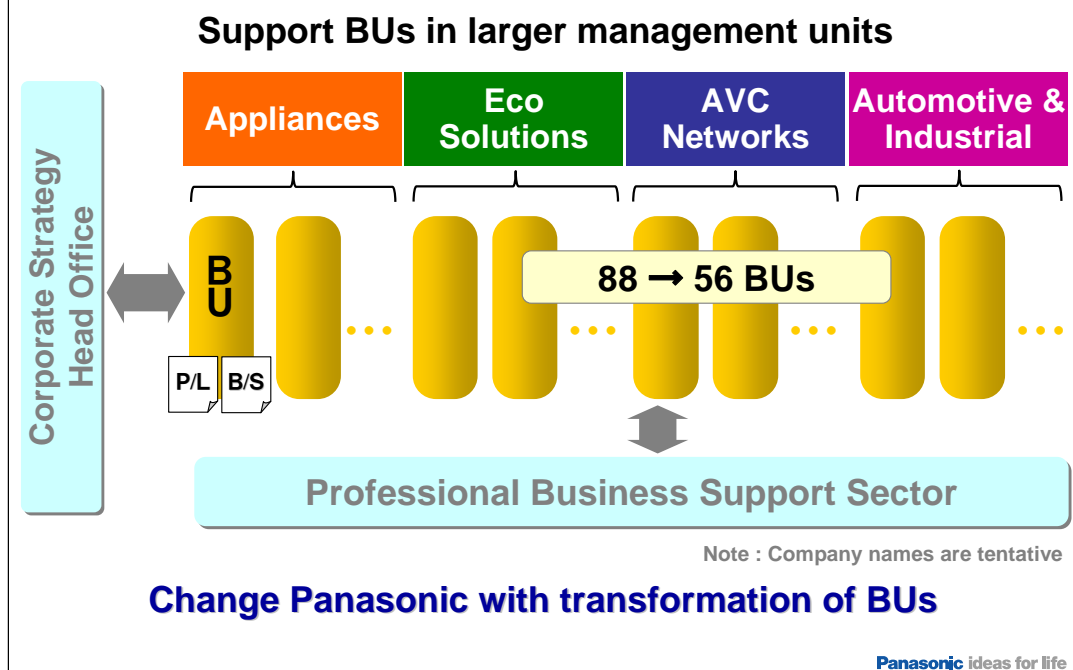 Support BUs in larger management units
Appliances
Eco
Solutions
AVC
Networks
Automotive &
Industrial
Corporate Strategy
Head Office
B
U
...
...
...
...
88 → 56 BUs
P/L
B/S
Professional Business Support Sector
Note : Company names are tentative
Change Panasonic with transformation of BUs
Panasonic ideas for life